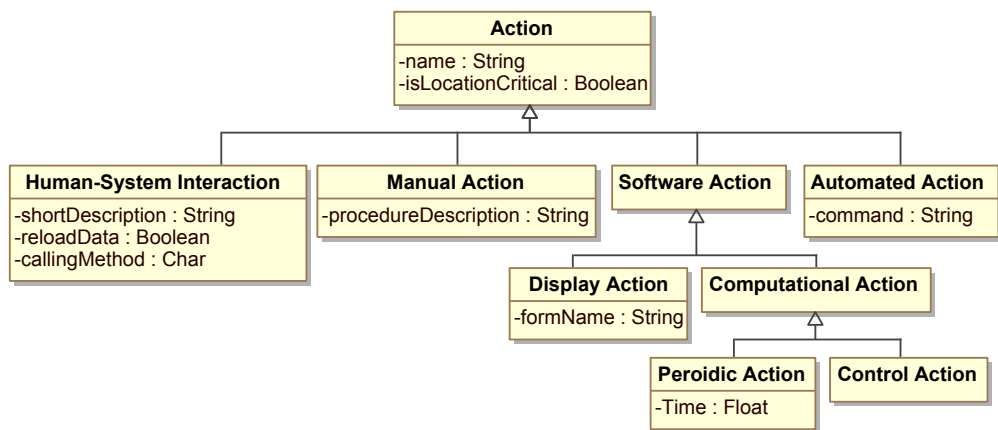 Action
-name : String
-isLocationCritical : Boolean
Human-System Interaction
-shortDescription : String
-reloadData : Boolean
-callingMethod : Char
Manual Action
-procedureDescription : String
Software Action
Automated Action
-command : String
Display Action
-formName : String
Computational Action
Peroidic Action
-Time : Float
Control Action